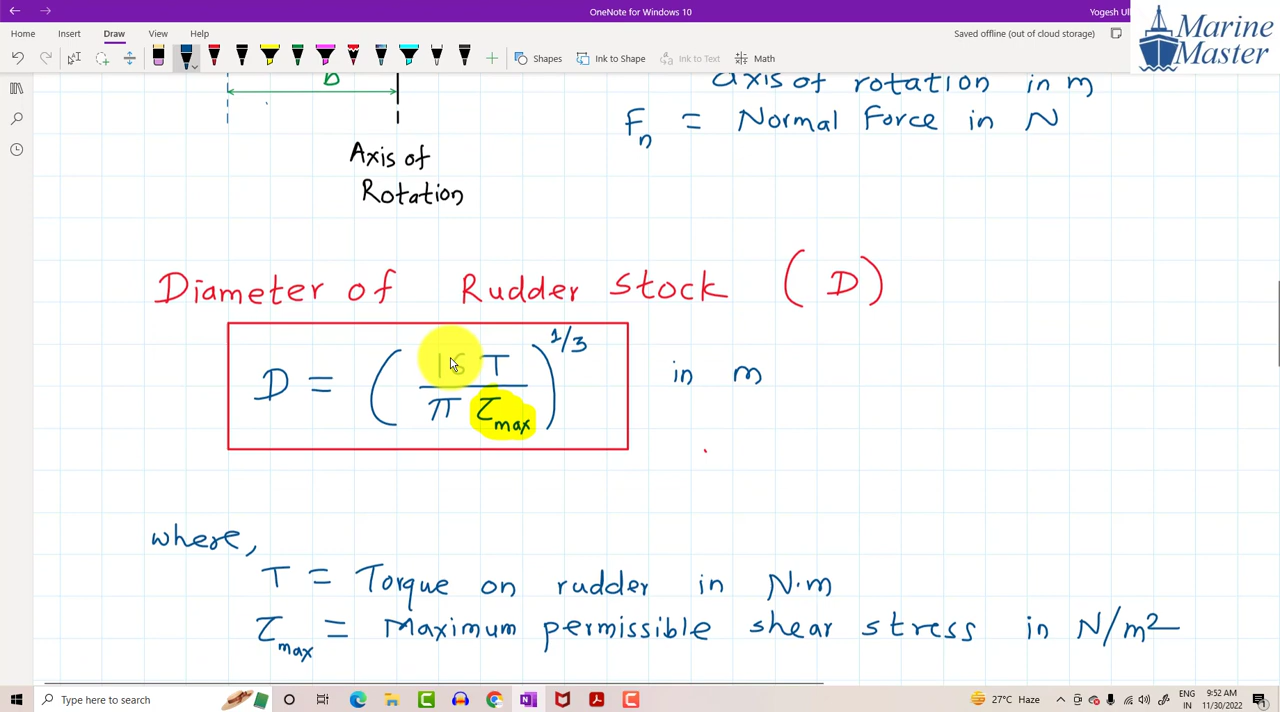 OneNote for Windows 10
Yogesh Ul
Marine Master
Home Insert Draw View Help
Saved offline (out of cloud storage)
Shapes Ink to Shape Ink to Text Math
B
Axis of
Rotation
axis of rotation in m
Fn = Normal Force in N
Diameter of Rudder stock (D)
D = (16 T / π τmax)^1/3 in m
where,
T = Torque on rudder in N·m
τmax = Maximum permissible shear stress in N/m²
Type here to search
27°C Haze
ENG
IN
9:52 AM
11/30/2022
1